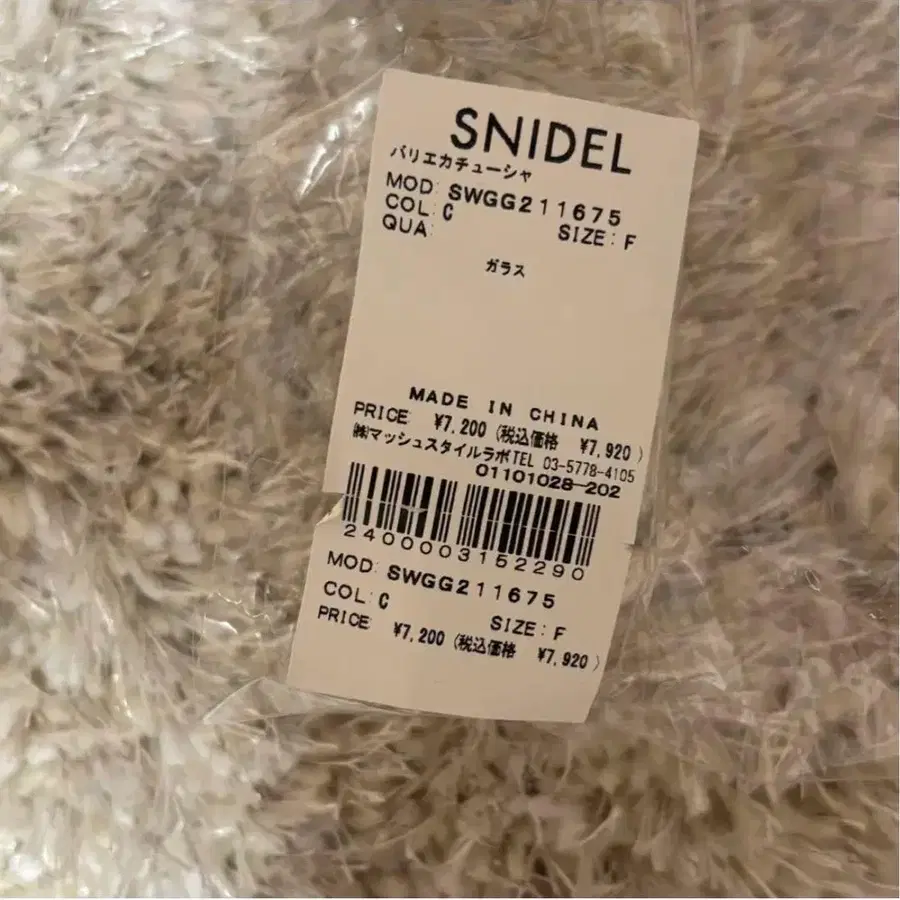 SNIDEL
バリエカチューシャ
MOD: SWGG211675
COL: C SIZE: F
QUA:
ガラス
MADE IN CHINA
PRICE ¥7,200 (税込価格 ¥7,920)
㈱マッシュスタイルラボTEL 03-5778-4105
01101028-202
2400003152290
MOD: SWGG211675
COL: C SIZE: F
PRICE ¥7,200 (税込価格 ¥7,920)